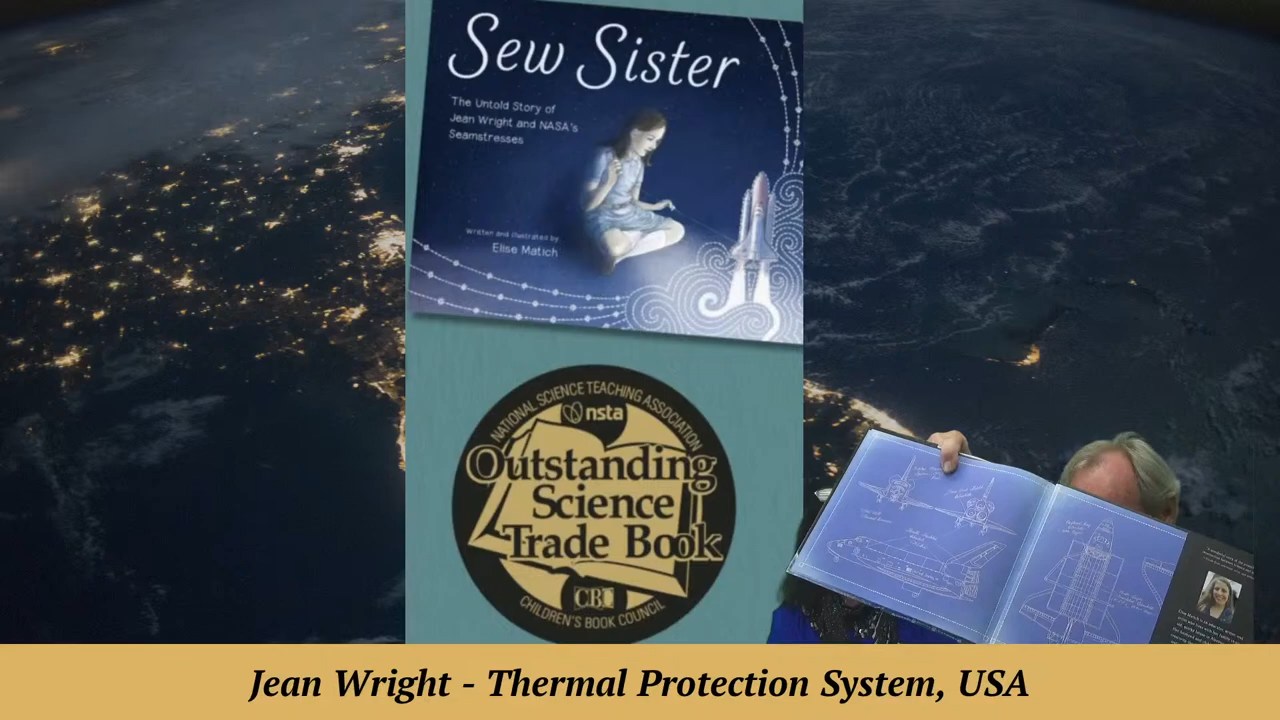 Sew Sister
The Untold Story of
Jean Wright and NASA's
Seamstresses
Written and illustrated by
Elise Matich
NATIONAL SCIENCE TEACHING ASSOCIATION
nsta
Outstanding
Science
Trade Book
CBC
CHILDREN'S BOOK COUNCIL
Jean Wright - Thermal Protection System, USA